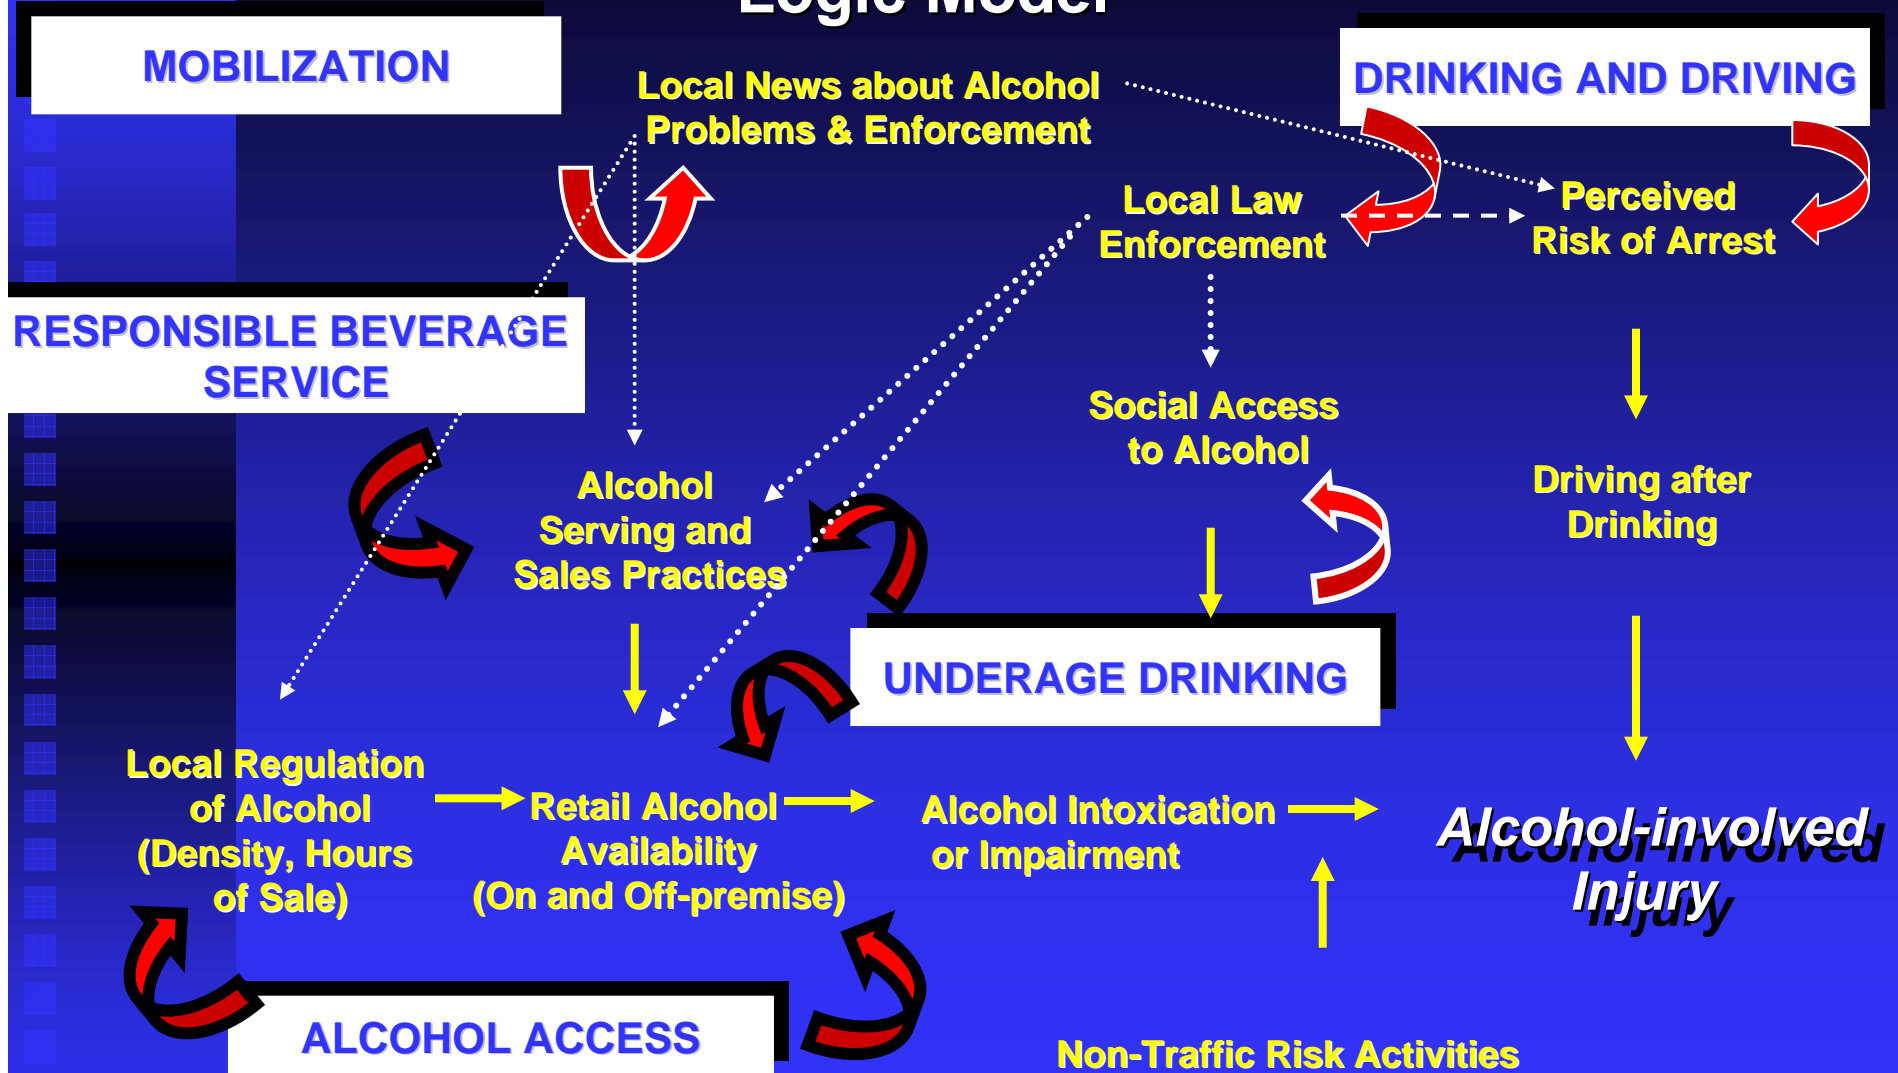 Logic Model
MOBILIZATION
Local News about Alcohol
Problems & Enforcement
DRINKING AND DRIVING
Local Law
Enforcement
Perceived
Risk of Arrest
RESPONSIBLE BEVERAGE
SERVICE
Social Access
to Alcohol
Alcohol
Serving and
Sales Practices
Driving after
Drinking
UNDERAGE DRINKING
Local Regulation
of Alcohol
(Density, Hours
of Sale)
Retail Alcohol
Availability
(On and Off-premise)
Alcohol Intoxication
or Impairment
Alcohol-involved
Injury
ALCOHOL ACCESS
Non-Traffic Risk Activities